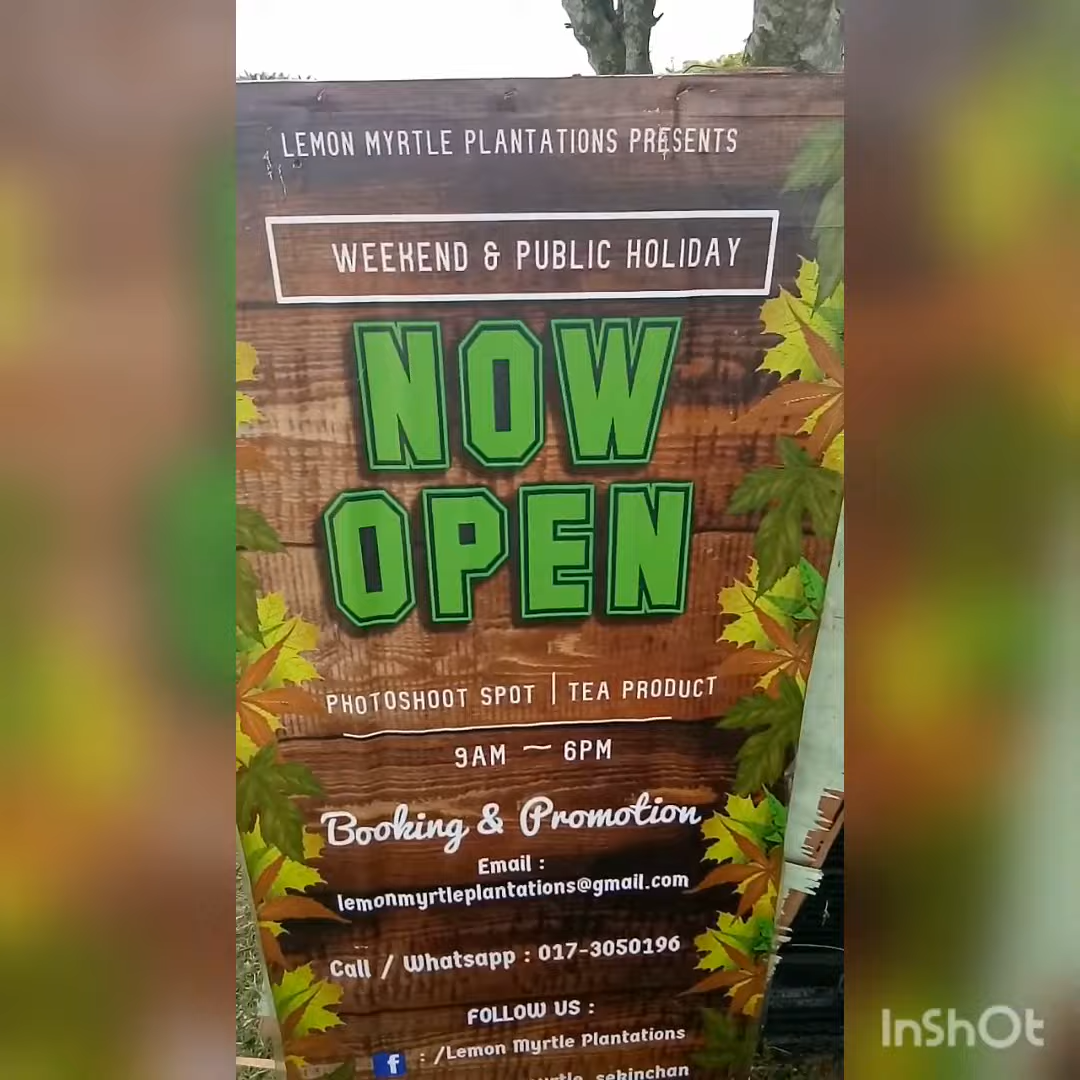 LEMON MYRTLE PLANTATIONS PRESENTS
WEEKEND & PUBLIC HOLIDAY
NOW
OPEN
PHOTOSHOOT SPOT | TEA PRODUCT
9AM ~ 6PM
Booking & Promotion
Email :
lemonmyrtleplantations@gmail.com
Call / Whatsapp : 017-3050196
FOLLOW US :
f : /Lemon Myrtle Plantations
sekinchan
InShOt